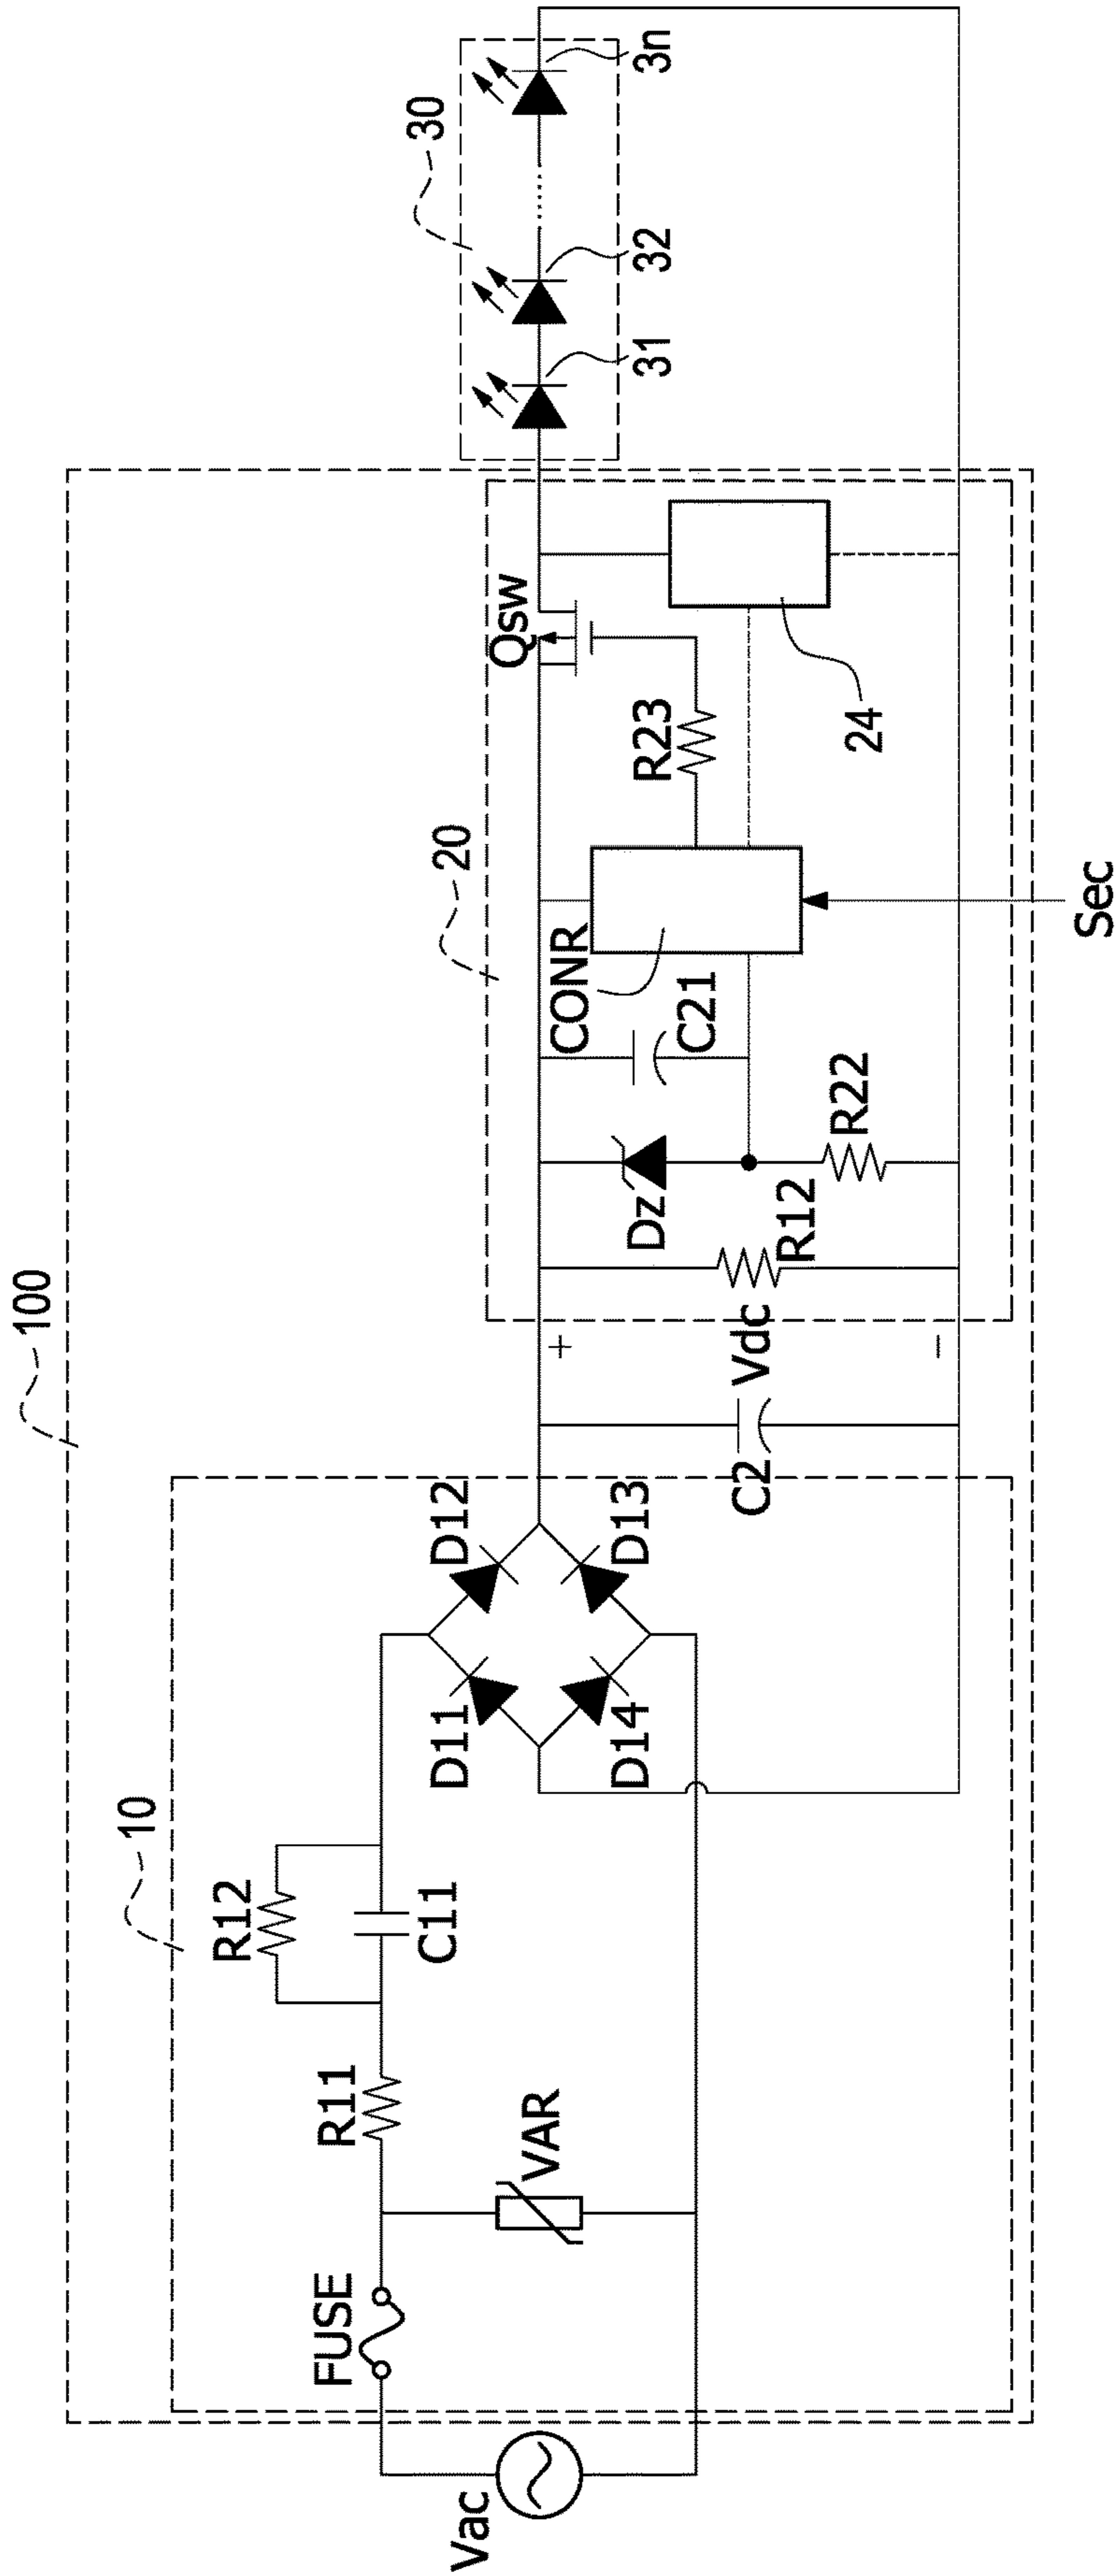 100
10
20
30
Vac
FUSE
VAR
R11
R12
C11
D11
D12
D13
D14
C2
+
Vdc
−
R12
Dz
R22
C21
CONR
Sec
R23
Qsw
24
31
32
3n